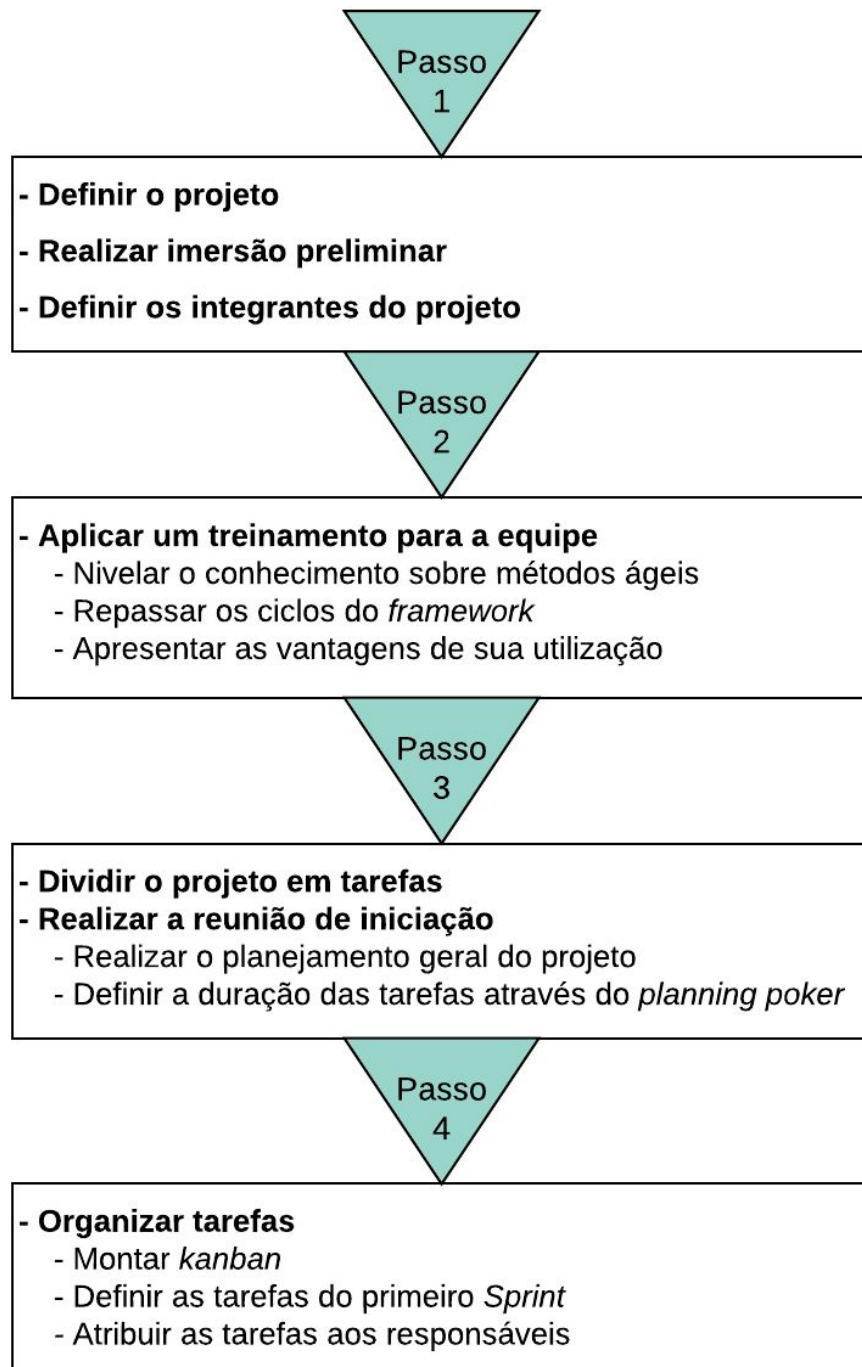 Passo
1
- Definir o projeto
- Realizar imersão preliminar
- Definir os integrantes do projeto
Passo
2
- Aplicar um treinamento para a equipe
- Nivelar o conhecimento sobre métodos ágeis
- Repassar os ciclos do framework
- Apresentar as vantagens de sua utilização
Passo
3
- Dividir o projeto em tarefas
- Realizar a reunião de iniciação
- Realizar o planejamento geral do projeto
- Definir a duração das tarefas através do planning poker
Passo
4
- Organizar tarefas
- Montar kanban
- Definir as tarefas do primeiro Sprint
- Atribuir as tarefas aos responsáveis